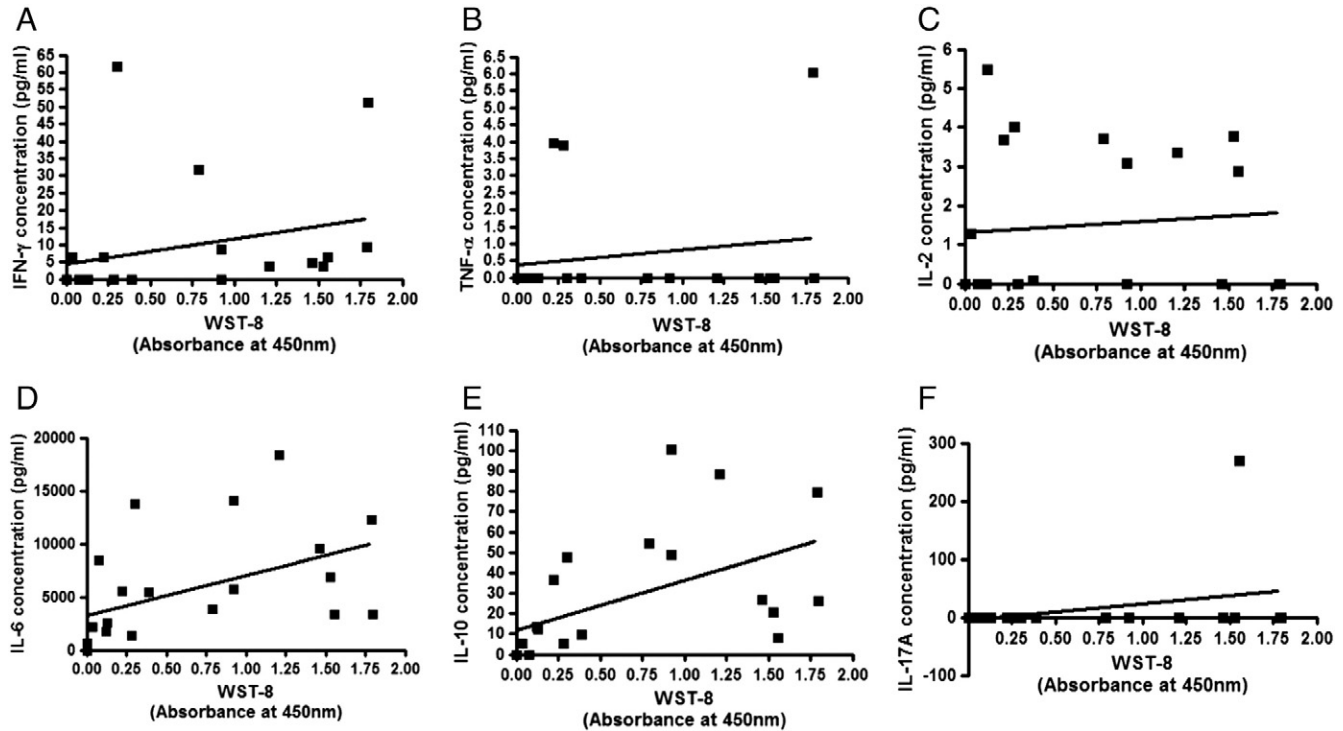 A
IFN-γ concentration (pg/ml)
65
60
55
50
45
40
35
30
25
20
15
10
5
0
0.00 0.25 0.50 0.75 1.00 1.25 1.50 1.75 2.00
WST-8
(Absorbance at 450nm)
B
TNF-α concentration (pg/ml)
6.5
6.0
5.5
5.0
4.5
4.0
3.5
3.0
2.5
2.0
1.5
1.0
0.5
0.0
0.00 0.25 0.50 0.75 1.00 1.25 1.50 1.75 2.00
WST-8
(Absorbance at 450nm)
C
IL-2 concentration (pg/ml)
6
5
4
3
2
1
0
0.00 0.25 0.50 0.75 1.00 1.25 1.50 1.75 2.00
WST-8
(Absorbance at 450nm)
D
IL-6 concentration (pg/ml)
20000
15000
10000
5000
0
0.00 0.25 0.50 0.75 1.00 1.25 1.50 1.75 2.00
WST-8
(Absorbance at 450nm)
E
IL-10 concentration (pg/ml)
110
100
90
80
70
60
50
40
30
20
10
0
0.00 0.25 0.50 0.75 1.00 1.25 1.50 1.75 2.00
WST-8
(Absorbance at 450nm)
F
IL-17A concentration (pg/ml)
300
200
100
0
-100
0.25 0.50 0.75 1.00 1.25 1.50 1.75 2.00
WST-8
(Absorbance at 450nm)